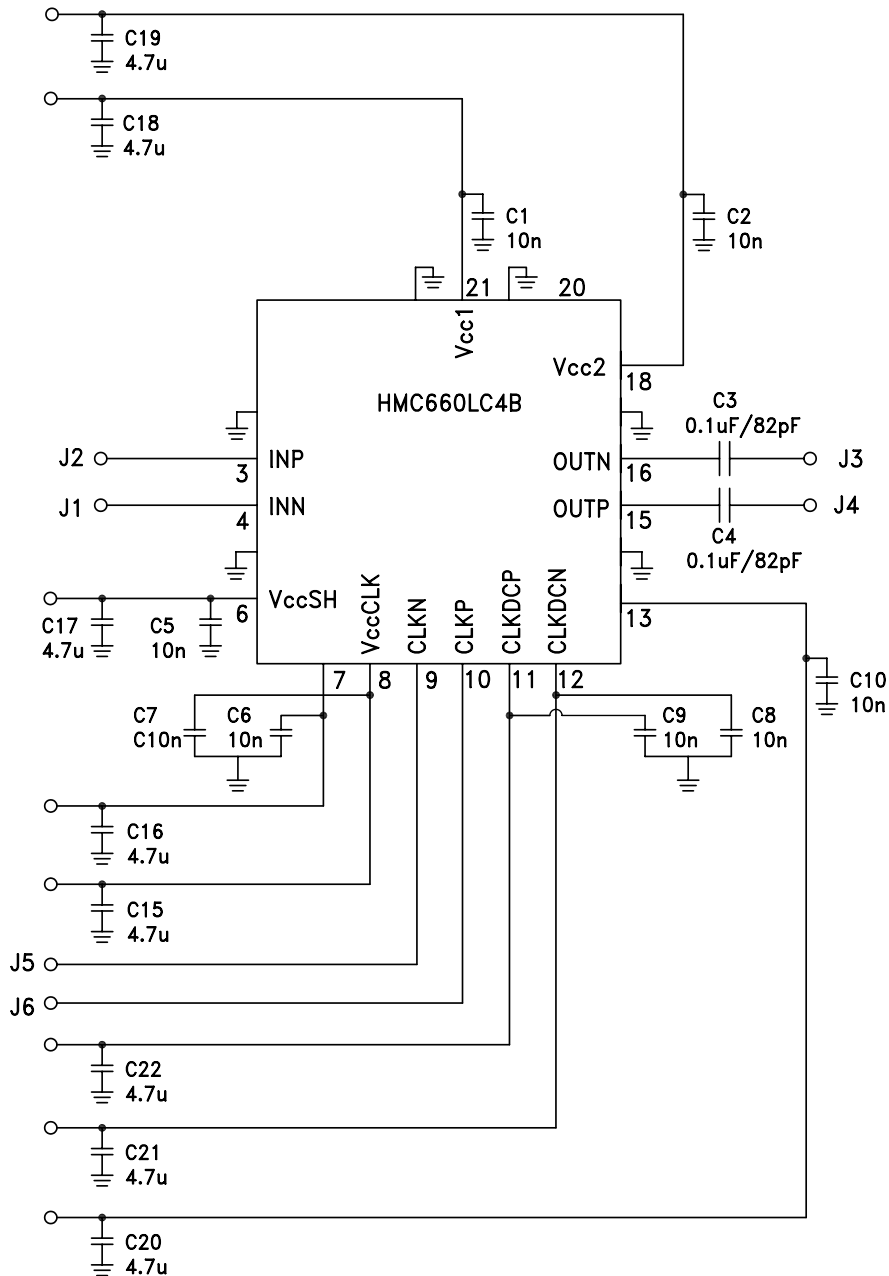 C19
4.7u
C18
4.7u
C1
10n
C2
10n
21
20
Vcc1
Vcc2
18
HMC660LC4B
C3
0.1uF/82pF
J2
INP
3
OUTN
16
J3
J1
INN
4
OUTP
15
J4
C4
0.1uF/82pF
VccSH
6
C17
4.7u
C5
10n
VccCLK
CLKN
CLKP
CLKDCP
CLKDCN
13
7
8
9
10
11
12
C10
10n
C7
C10n
C6
10n
C9
10n
C8
10n
C16
4.7u
C15
4.7u
J5
J6
C22
4.7u
C21
4.7u
C20
4.7u